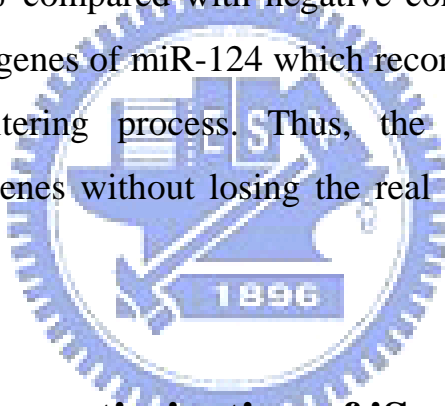 compared with negative co
genes of miR-124 which recor
tering process. Thus, the
enes without losing the real
E S
1896